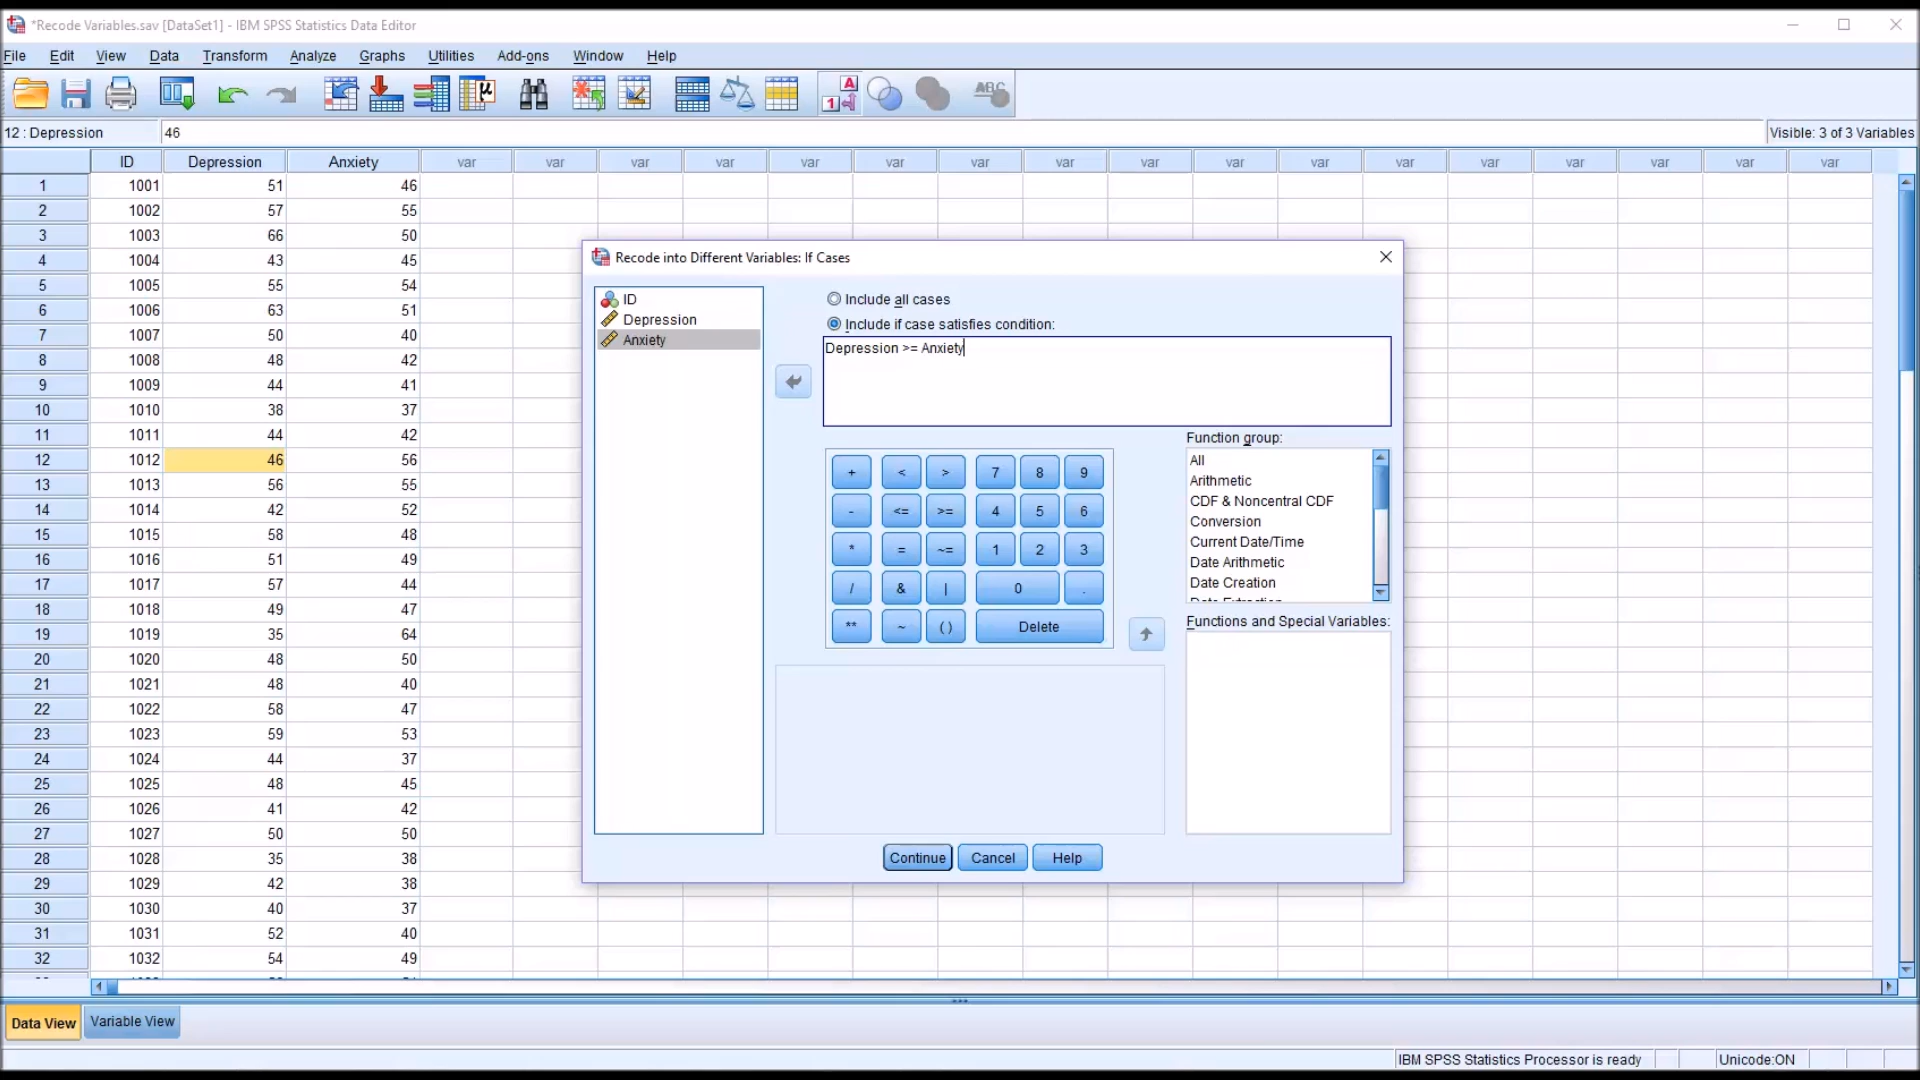 *Recode Variables.sav [DataSet1] - IBM SPSS Statistics Data Editor
File Edit View Data Transform Analyze Graphs Utilities Add-ons Window Help
12 : Depression 46 Visible: 3 of 3 Variables
ID Depression Anxiety var var var var var var var var var var var var var var var var var
1 1001 51 46
2 1002 57 55
3 1003 66 50
4 1004 43 45
5 1005 55 54
6 1006 63 51
7 1007 50 40
8 1008 48 42
9 1009 44 41
10 1010 38 37
11 1011 44 42
12 1012 46 56
13 1013 56 55
14 1014 42 52
15 1015 58 48
16 1016 51 49
17 1017 57 44
18 1018 49 47
19 1019 35 64
20 1020 48 50
21 1021 48 40
22 1022 58 47
23 1023 59 53
24 1024 44 37
25 1025 48 45
26 1026 41 42
27 1027 50 50
28 1028 35 38
29 1029 42 38
30 1030 40 37
31 1031 52 40
32 1032 54 49
Recode into Different Variables: If Cases
ID
Depression
Anxiety
Include all cases
Include if case satisfies condition:
Depression >= Anxiety
+ < > 7 8 9
- <= >= 4 5 6
* = ~= 1 2 3
/ & | 0 .
** ~ ( ) Delete
Function group:
All
Arithmetic
CDF & Noncentral CDF
Conversion
Current Date/Time
Date Arithmetic
Date Creation
Date Extraction
Functions and Special Variables:
Continue Cancel Help
Data View Variable View
IBM SPSS Statistics Processor is ready Unicode:ON